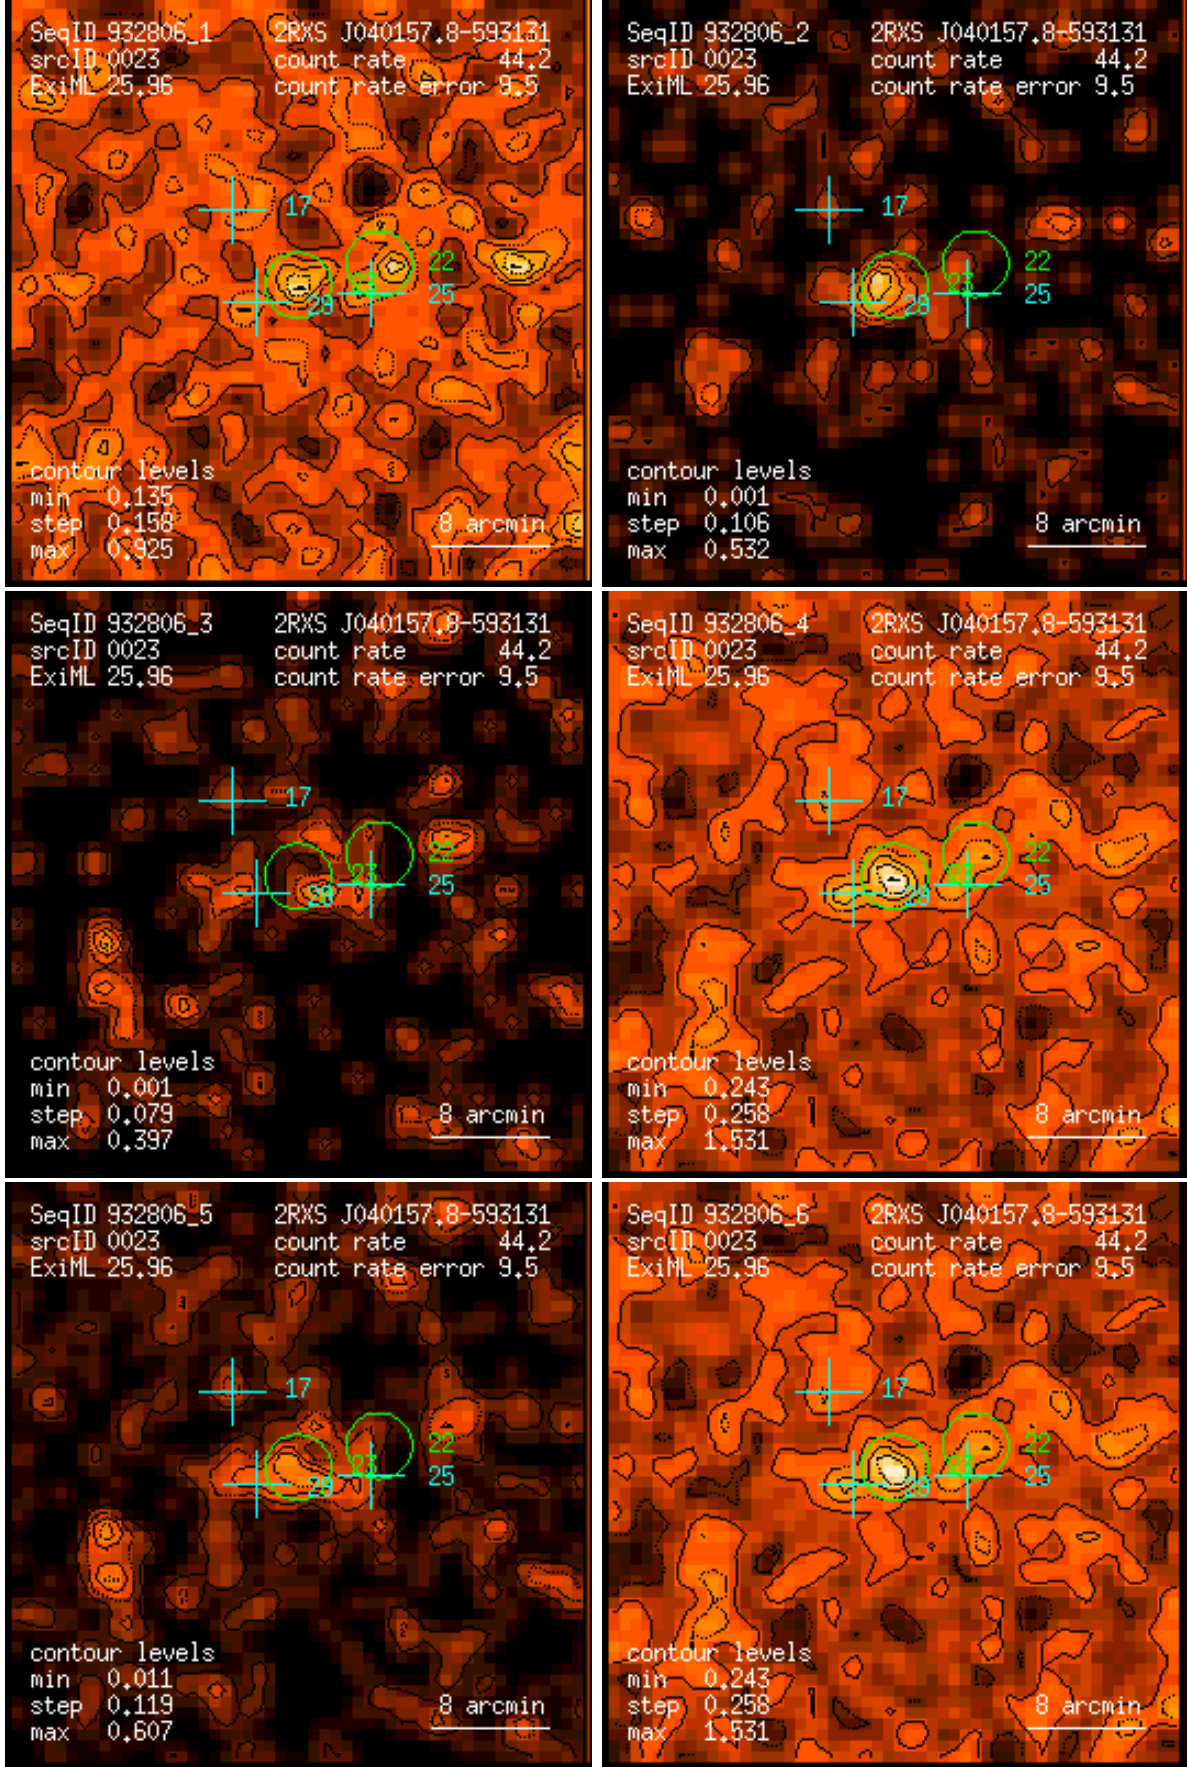 SeqID 932806_1 2RXS J040157.8-593131
srcID 0023 count rate 44.2
ExiML 25.96 count rate error 9.5
17
22
23
25
29
contour levels
min 0.135
step 0.158
max 0.925
8 arcmin
SeqID 932806_2 2RXS J040157.8-593131
srcID 0023 count rate 44.2
ExiML 25.96 count rate error 9.5
17
22
23
25
29
contour levels
min 0.001
step 0.106
max 0.532
8 arcmin
SeqID 932806_3 2RXS J040157.8-593131
srcID 0023 count rate 44.2
ExiML 25.96 count rate error 9.5
17
22
23
25
29
contour levels
min 0.001
step 0.079
max 0.397
8 arcmin
SeqID 932806_4 2RXS J040157.8-593131
srcID 0023 count rate 44.2
ExiML 25.96 count rate error 9.5
17
22
23
25
29
contour levels
min 0.243
step 0.258
max 1.531
8 arcmin
SeqID 932806_5 2RXS J040157.8-593131
srcID 0023 count rate 44.2
ExiML 25.96 count rate error 9.5
17
22
23
25
29
contour levels
min 0.011
step 0.119
max 0.607
8 arcmin
SeqID 932806_6 2RXS J040157.8-593131
srcID 0023 count rate 44.2
ExiML 25.96 count rate error 9.5
17
22
23
25
29
contour levels
min 0.243
step 0.258
max 1.531
8 arcmin